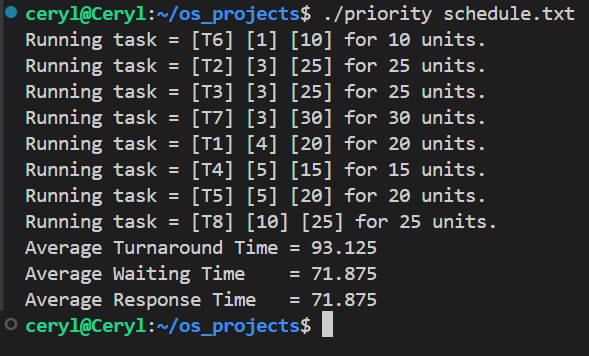 ceryl@Ceryl:~/os_projects$ ./priority schedule.txt
Running task = [T6] [1] [10] for 10 units.
Running task = [T2] [3] [25] for 25 units.
Running task = [T3] [3] [25] for 25 units.
Running task = [T7] [3] [30] for 30 units.
Running task = [T1] [4] [20] for 20 units.
Running task = [T4] [5] [15] for 15 units.
Running task = [T5] [5] [20] for 20 units.
Running task = [T8] [10] [25] for 25 units.
Average Turnaround Time = 93.125
Average Waiting Time    = 71.875
Average Response Time   = 71.875
ceryl@Ceryl:~/os_projects$